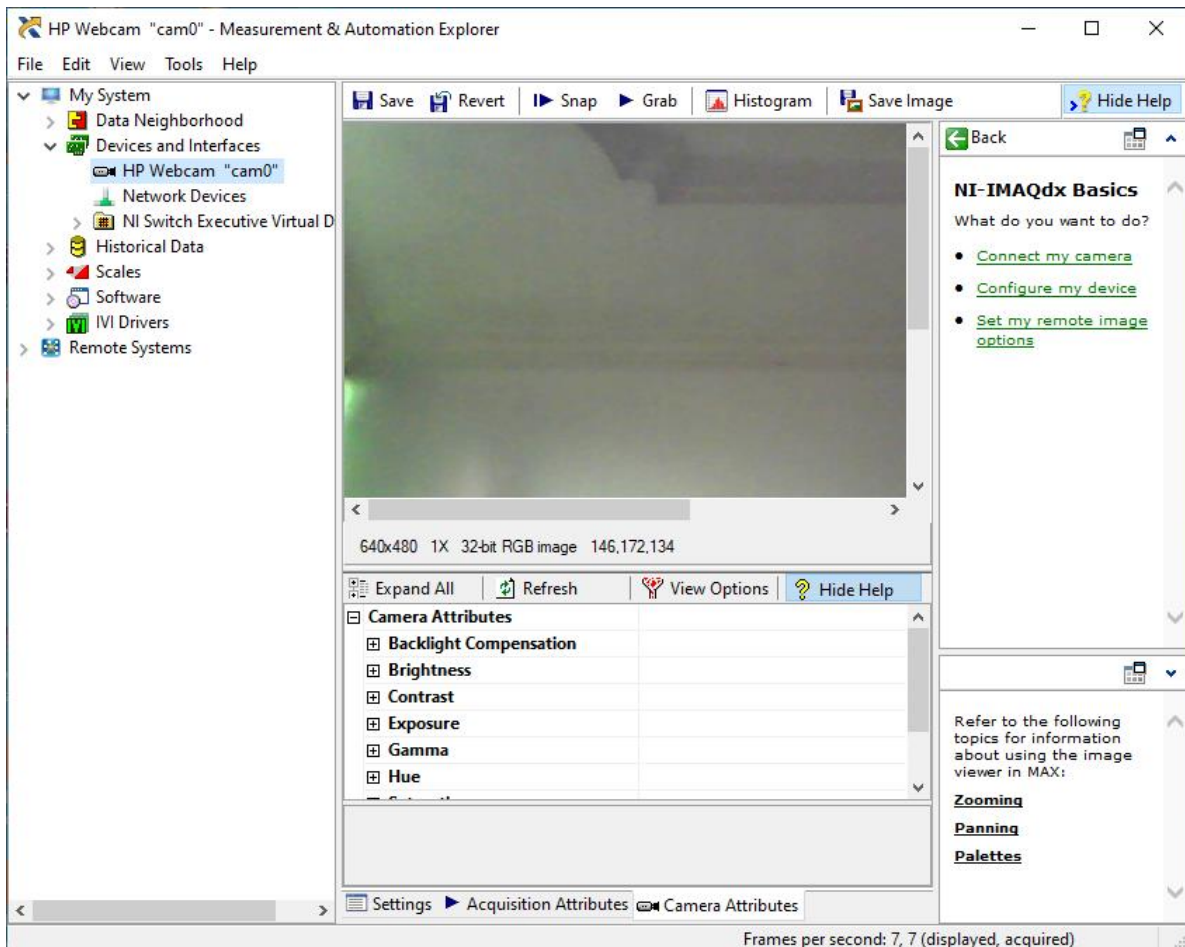 HP Webcam "cam0" - Measurement & Automation Explorer
File Edit View Tools Help
My System
Data Neighborhood
Devices and Interfaces
HP Webcam "cam0"
Network Devices
NI Switch Executive Virtual D
Historical Data
Scales
Software
IVI Drivers
Remote Systems
Save Revert Snap Grab Histogram Save Image Hide Help
640x480 1X 32-bit RGB image 146,172,134
Expand All Refresh View Options Hide Help
Camera Attributes
Backlight Compensation
Brightness
Contrast
Exposure
Gamma
Hue
Settings Acquisition Attributes Camera Attributes
Back
NI-IMAQdx Basics
What do you want to do?
Connect my camera
Configure my device
Set my remote image
options
Refer to the following
topics for information
about using the image
viewer in MAX:
Zooming
Panning
Palettes
Frames per second: 7, 7 (displayed, acquired)